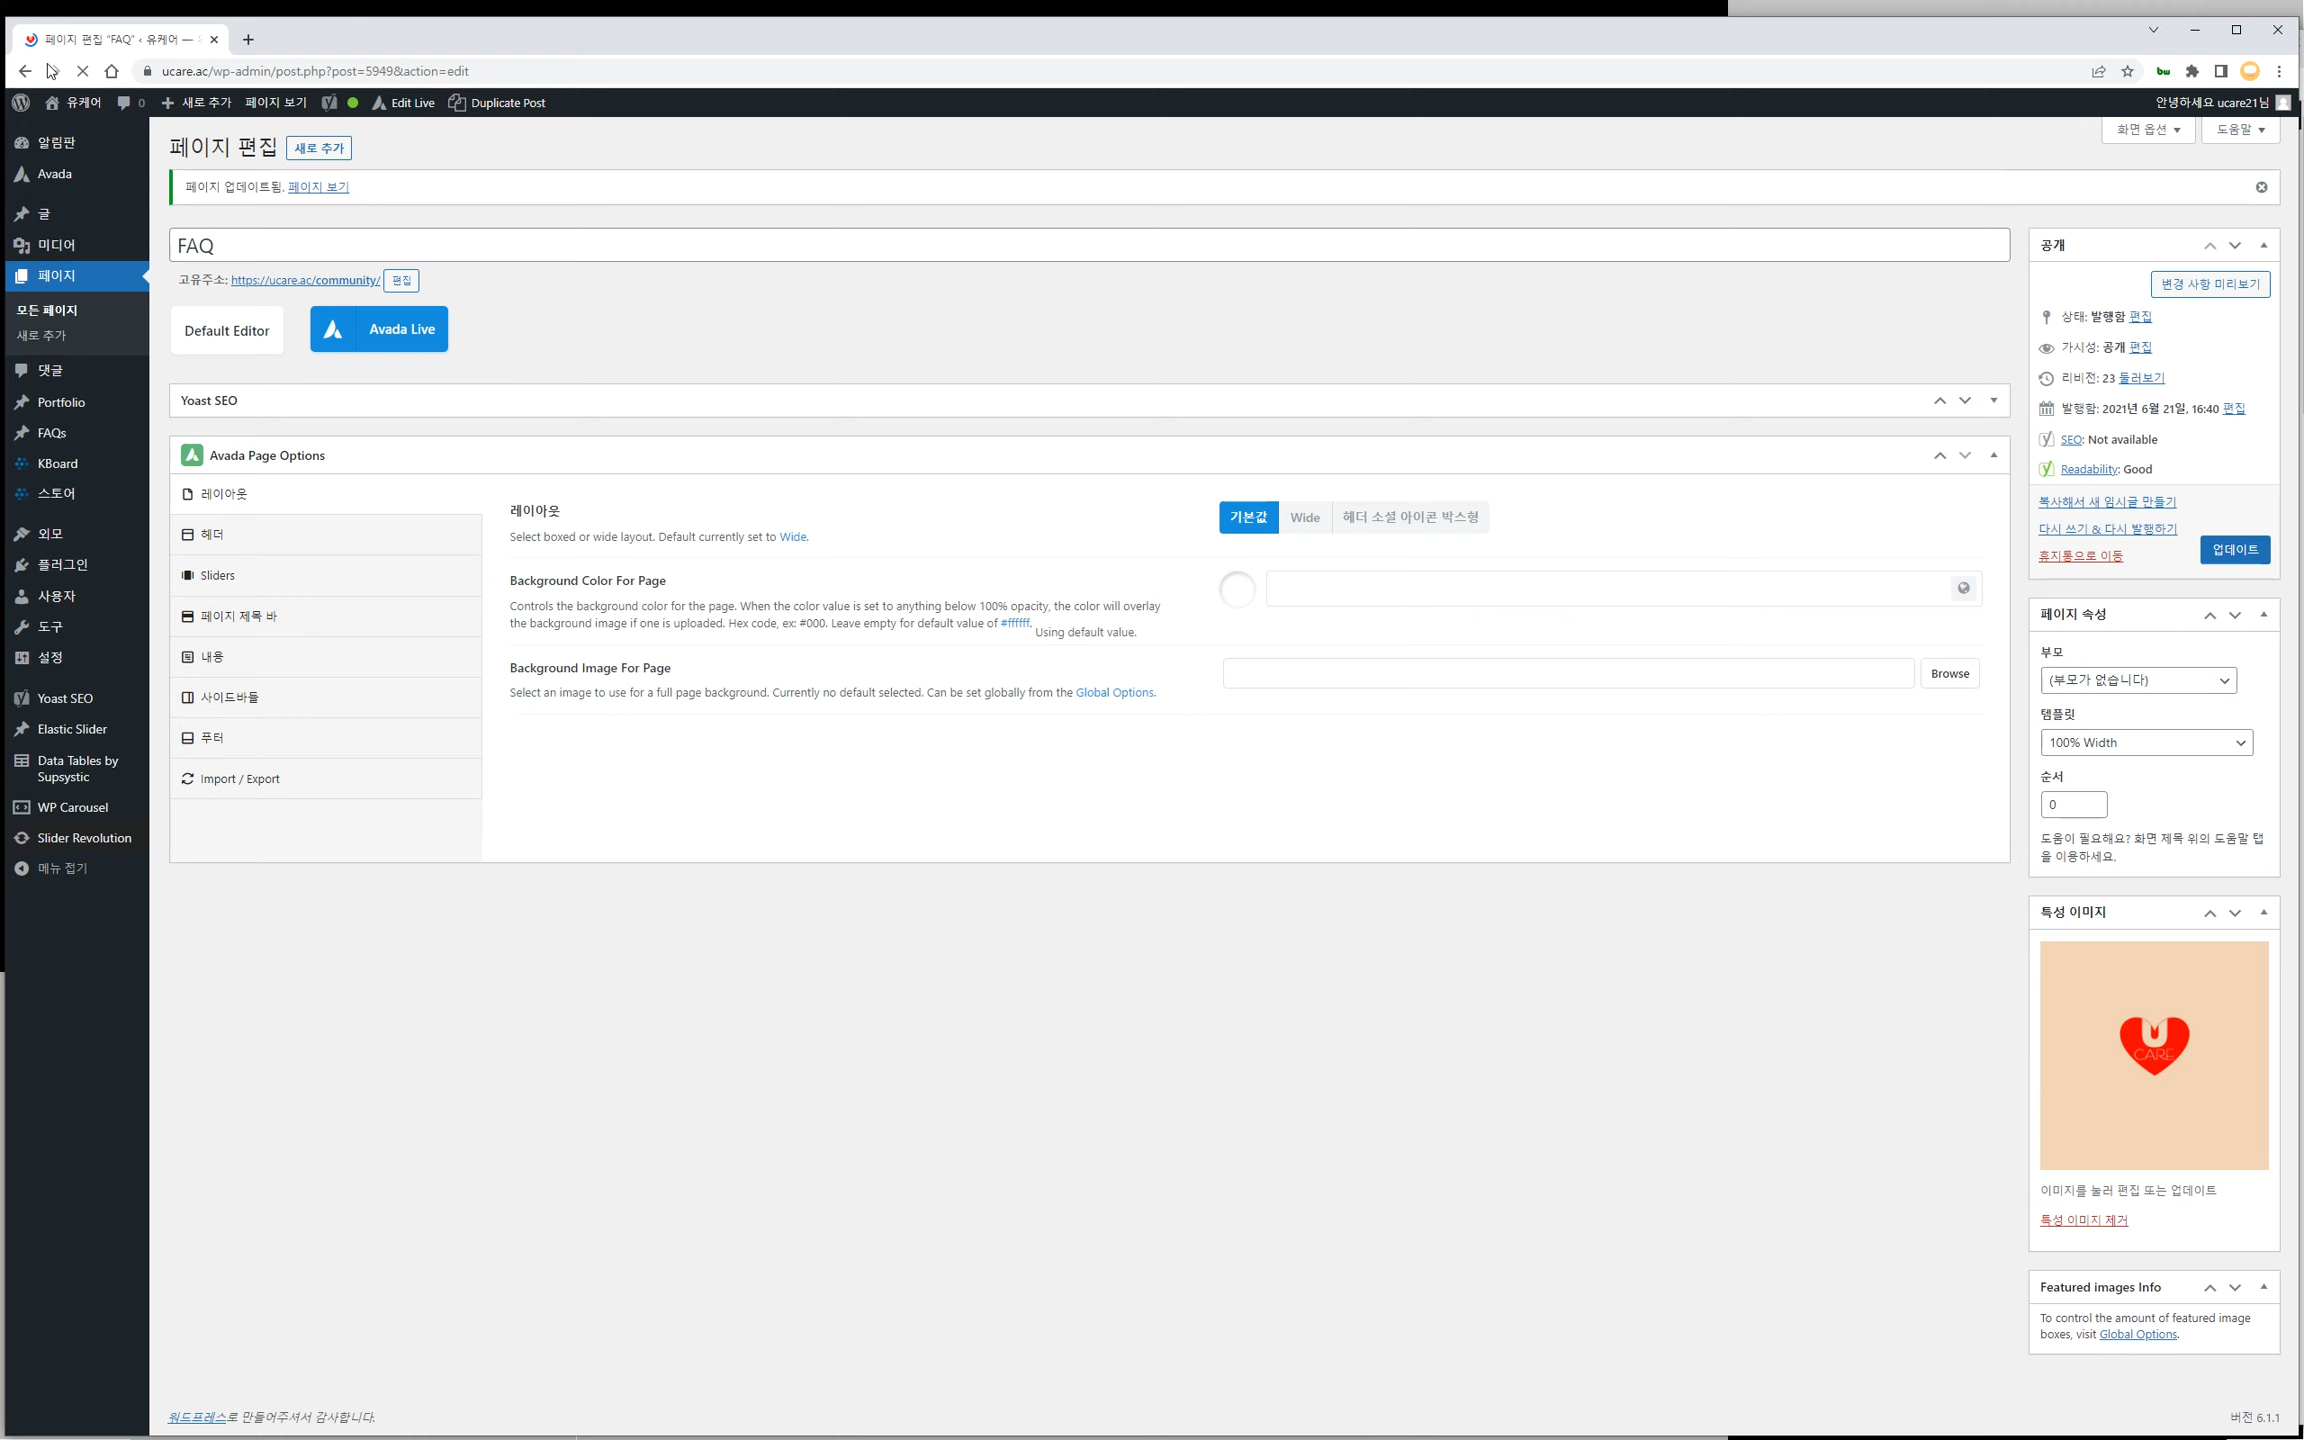 페이지 편집 “FAQ” ‹ 유케어 —
ucare.ac/wp-admin/post.php?post=5949&action=edit
유케어 0 새로 추가 페이지 보기 Edit Live Duplicate Post
안녕하세요 ucare21님
알림판
Avada
글
미디어
페이지
모든 페이지
새로 추가
댓글
Portfolio
FAQs
KBoard
스토어
외모
플러그인
사용자
도구
설정
Yoast SEO
Elastic Slider
Data Tables by
Supsystic
WP Carousel
Slider Revolution
메뉴 접기
화면 옵션 도움말
페이지 편집 새로 추가
페이지 업데이트됨. 페이지 보기
FAQ
고유주소: https://ucare.ac/community/ 편집
Default Editor
Avada Live
Yoast SEO
Avada Page Options
레이아웃
헤더
Sliders
페이지 제목 바
내용
사이드바들
푸터
Import / Export
레이아웃
Select boxed or wide layout. Default currently set to Wide.
기본값 Wide 헤더 소셜 아이콘 박스형
Background Color For Page
Controls the background color for the page. When the color value is set to anything below 100% opacity, the color will overlay
the background image if one is uploaded. Hex code, ex: #000. Leave empty for default value of #ffffff.
Using default value.
Background Image For Page
Select an image to use for a full page background. Currently no default selected. Can be set globally from the Global Options.
Browse
공개
변경 사항 미리보기
상태: 발행함 편집
가시성: 공개 편집
리비전: 23 둘러보기
발행함: 2021년 6월 21일, 16:40 편집
SEO: Not available
Readability: Good
복사해서 새 임시글 만들기
다시 쓰기 & 다시 발행하기
휴지통으로 이동
업데이트
페이지 속성
부모
(부모가 없습니다)
템플릿
100% Width
순서
0
도움이 필요해요? 화면 제목 위의 도움말 탭
을 이용하세요.
특성 이미지
U
CARE
이미지를 눌러 편집 또는 업데이트
특성 이미지 제거
Featured images Info
To control the amount of featured image
boxes, visit Global Options.
워드프레스로 만들어주셔서 감사합니다.
버전 6.1.1